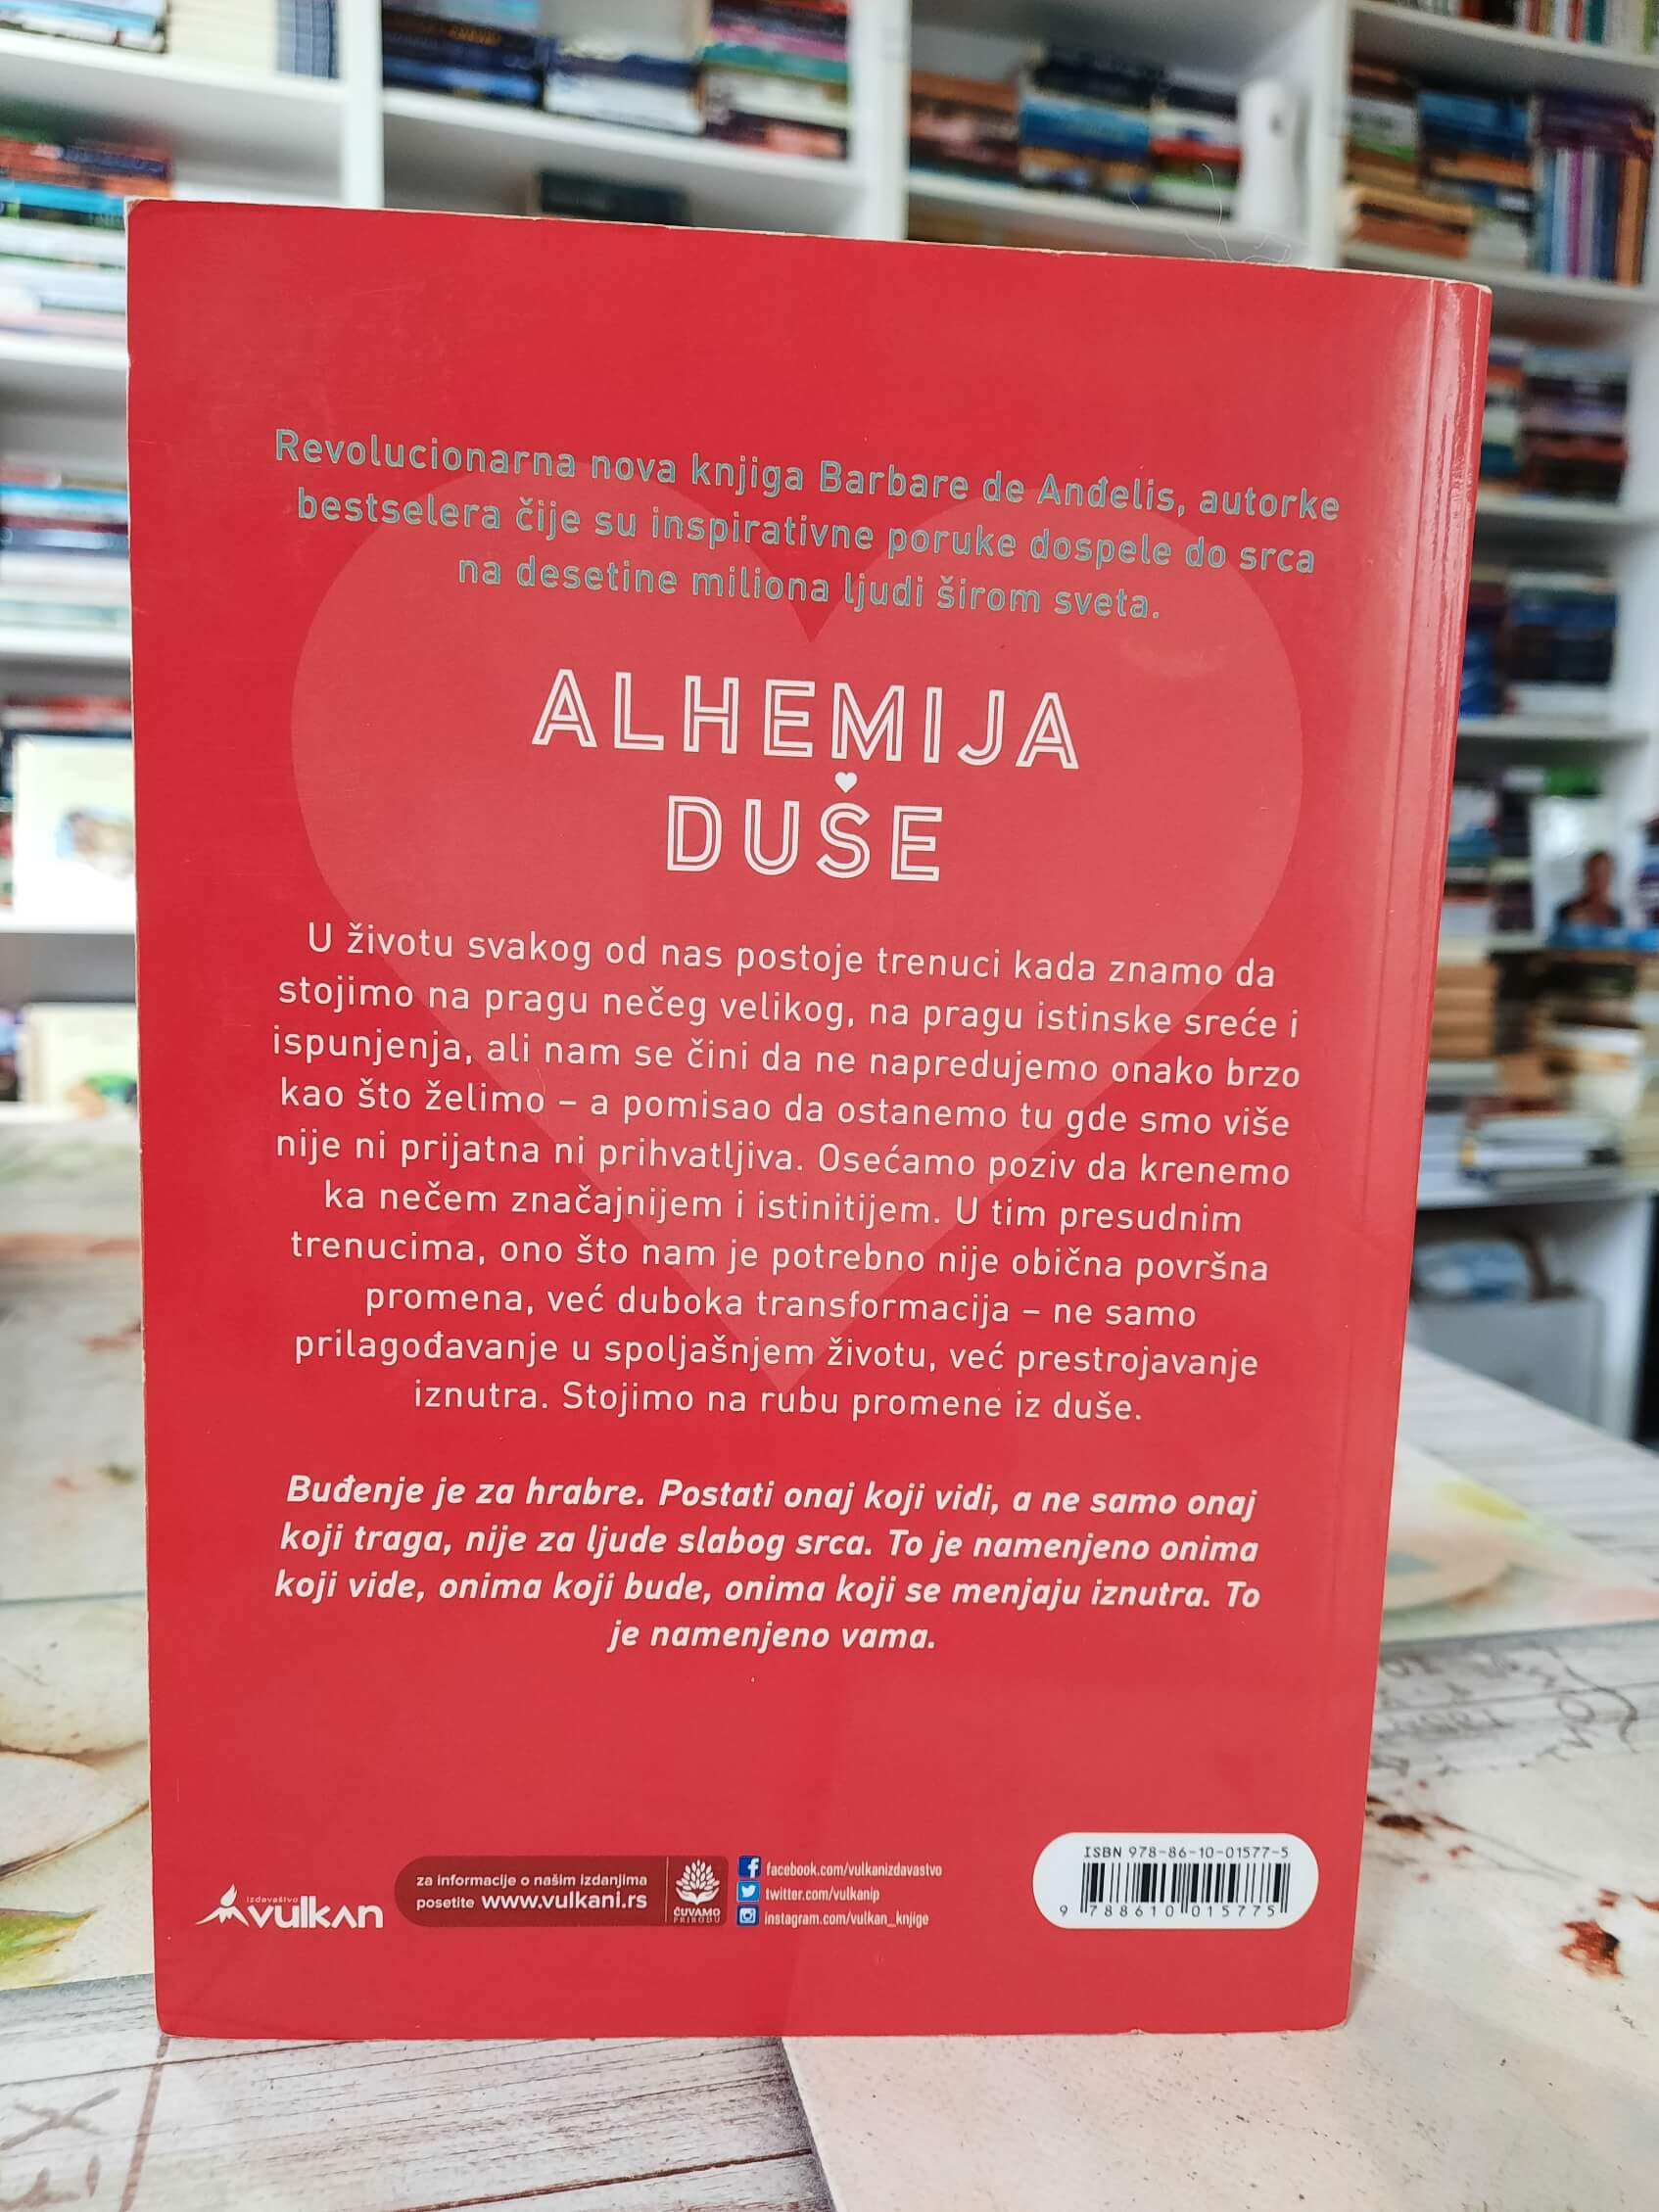 Revolucionarna nova knjiga Barbare de Anđelis, autorke
bestselera čije su inspirativne poruke dospele do srca
na desetine miliona ljudi širom sveta.
ALHEMIJA
DUŠE
U životu svakog od nas postoje trenuci kada znamo da
stojimo na pragu nečeg velikog, na pragu istinske sreće i
ispunjenja, ali nam se čini da ne napredujemo onako brzo
kao što želimo – a pomisao da ostanemo tu gde smo više
nije ni prijatna ni prihvatljiva. Osećamo poziv da krenemo
ka nečem značajnijem i istinitijem. U tim presudnim
trenucima, ono što nam je potrebno nije obična površna
promena, već duboka transformacija – ne samo
prilagođavanje u spoljašnjem životu, već prestrojavanje
iznutra. Stojimo na rubu promene iz duše.
Buđenje je za hrabre. Postati onaj koji vidi, a ne samo onaj
koji traga, nije za ljude slabog srca. To je namenjeno onima
koji vide, onima koji bude, onima koji se menjaju iznutra. To
je namenjeno vama.
izdavaštvo
vulkan
za informacije o našim izdanjima
posetite www.vulkani.rs
ČUVAMO
PRIRODU
facebook.com/vulkanizdavastvo
twitter.com/vulkanip
instagram.com/vulkan_knjige
ISBN 978-86-10-01577-5
9 788610 015775